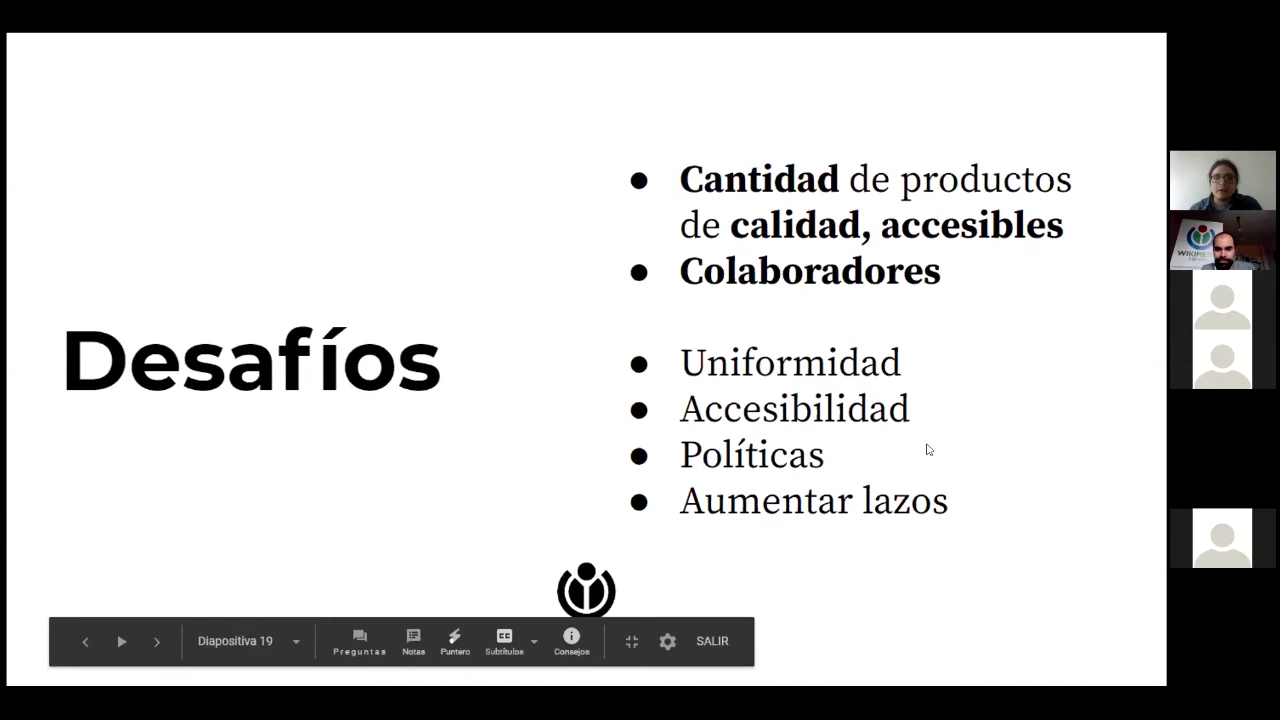 Desafíos
● Cantidad de productos
de calidad, accesibles
● Colaboradores
● Uniformidad
● Accesibilidad
● Políticas
● Aumentar lazos
Diapositiva 19
Preguntas
Notas
Puntero
CC
Subtítulos
Consejos
SALIR